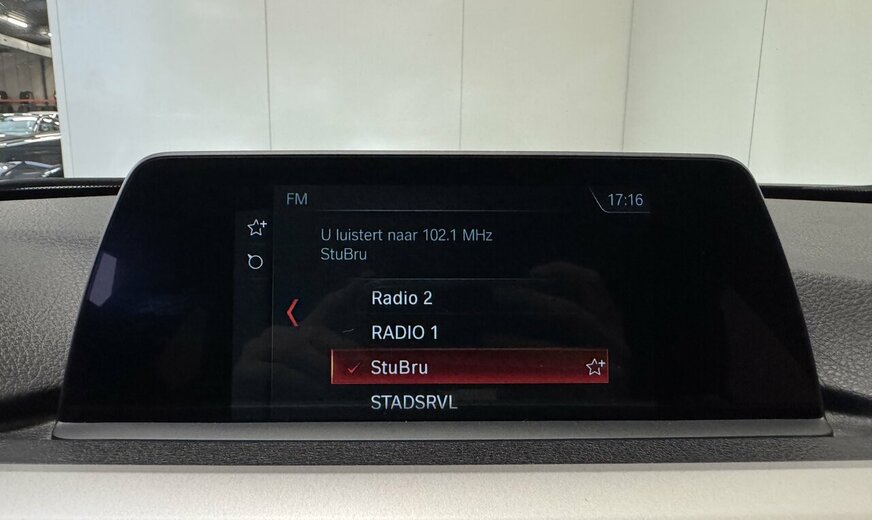 FM
17:16
U luistert naar 102.1 MHz
StuBru
Radio 2
RADIO 1
StuBru
STADSRVL